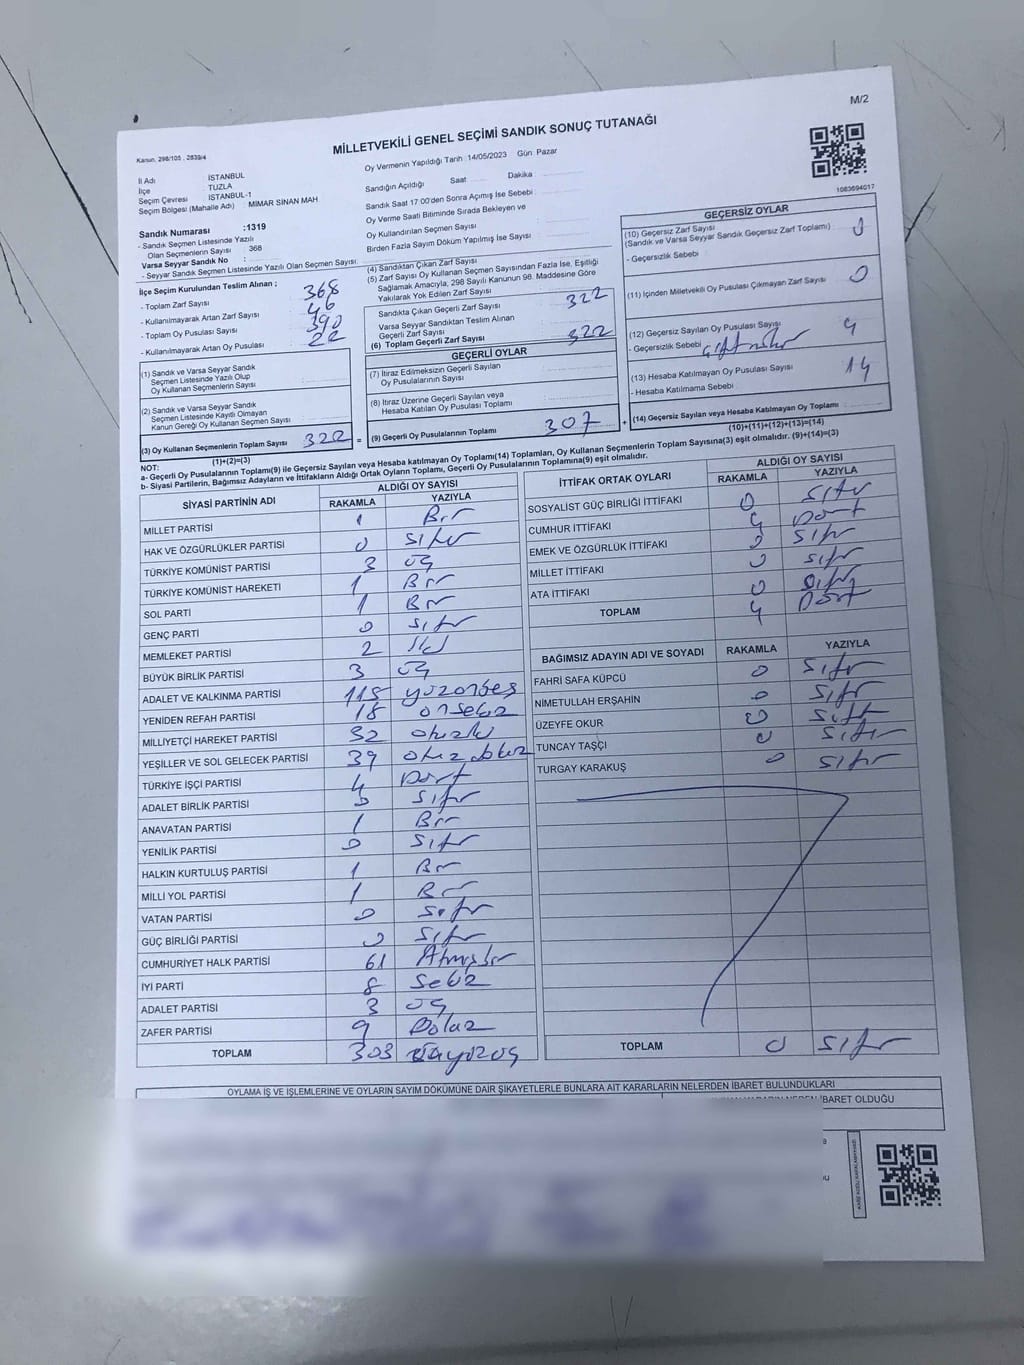 M/2
MİLLETVEKİLİ GENEL SEÇİMİ SANDIK SONUÇ TUTANAĞI
Kanun, 298/105 , 2839/4
1083694017
İl Adı İSTANBUL
İlçe TUZLA
Seçim Çevresi İSTANBUL-1
Seçim Bölgesi (Mahalle Adı) MİMAR SİNAN MAH
Sandık Numarası :1319
- Sandık Seçmen Listesinde Yazılı
Olan Seçmenlerin Sayısı : 368
Varsa Seyyar Sandık No :
- Seyyar Sandık Seçmen Listesinde Yazılı Olan Seçmen Sayısı:
İlçe Seçim Kurulundan Teslim Alınan ;
- Toplam Zarf Sayısı 368
- Kullanılmayarak Artan Zarf Sayısı 46
- Toplam Oy Pusulası Sayısı 390
- Kullanılmayarak Artan Oy Pusulası 22
(1) Sandık ve Varsa Seyyar Sandık
Seçmen Listesinde Yazılı Olup
Oy Kullanan Seçmenlerin Sayısı
(2) Sandık ve Varsa Seyyar Sandık
Seçmen Listesinde Kayıtlı Olmayan
Kanun Gereği Oy Kullanan Seçmen Sayısı
(3) Oy Kullanan Seçmenlerin Toplam Sayısı 322 =
(1)+(2)=(3)
Oy Vermenin Yapıldığı Tarih 14/05/2023 Gün Pazar
Sandığın Açıldığı Saat Dakika
Sandık Saat 17:00'den Sonra Açımış İse Sebebi
Oy Verme Saati Bitiminde Sırada Bekleyen ve
Oy Kullandırılan Seçmen Sayısı
Birden Fazla Sayım Döküm Yapılmış İse Sayısı
(4) Sandıktan Çıkan Zarf Sayısı
(5) Zarf Sayısı Oy Kullanan Seçmen Sayısından Fazla İse, Eşitliği
Sağlamak Amacıyla, 298 Sayılı Kanunun 98. Maddesine Göre
Yakılarak Yok Edilen Zarf Sayısı
Sandıkta Çıkan Geçerli Zarf Sayısı 322
Varsa Seyyar Sandıktan Teslim Alınan
Geçerli Zarf Sayısı
(6) Toplam Geçerli Zarf Sayısı 322
GEÇERLİ OYLAR
(7) İtiraz Edilmeksizin Geçerli Sayılan
Oy Pusulalarının Sayısı
(8) İtiraz Üzerine Geçerli Sayılan veya
Hesaba Katılan Oy Pusulası Toplamı
(9) Geçerli Oy Pusulalarının Toplamı 307 +
GEÇERSİZ OYLAR
(10) Geçersiz Zarf Sayısı 0
(Sandık ve Varsa Seyyar Sandık Geçersiz Zarf Toplamı)
- Geçersizlik Sebebi
(11) İçinden Milletvekili Oy Pusulası Çıkmayan Zarf Sayısı 0
(12) Geçersiz Sayılan Oy Pusulası Sayısı
- Geçersizlik Sebebi
(13) Hesaba Katılmayan Oy Pusulası Sayısı 14
- Hesaba Katılmama Sebebi
(14) Geçersiz Sayılan veya Hesaba Katılmayan Oy Toplamı
(10)+(11)+(12)+(13)=(14)
NOT:
a- Geçerli Oy Pusulalarının Toplamı(9) ile Geçersiz Sayılan veya Hesaba katılmayan Oy Toplamı(14) Toplamları, Oy Kullanan Seçmenlerin Toplam Sayısına(3) eşit olmalıdır. (9)+(14)=(3)
b- Siyasi Partilerin, Bağımsız Adayların ve İttifakların Aldığı Ortak Oyların Toplamı, Geçerli Oy Pusulalarının Toplamına(9) eşit olmalıdır.
SİYASİ PARTİNİN ADI
ALDIĞI OY SAYISI
RAKAMLA YAZIYLA
MİLLET PARTİSİ 1 Bir
HAK VE ÖZGÜRLÜKLER PARTİSİ 0 Sıfır
TÜRKİYE KOMÜNİST PARTİSİ 3 üç
TÜRKİYE KOMÜNİST HAREKETİ 1 Bir
SOL PARTİ 1 Bir
GENÇ PARTİ 0 Sıfır
MEMLEKET PARTİSİ 2 iki
BÜYÜK BİRLİK PARTİSİ 3 üç
ADALET VE KALKINMA PARTİSİ 115 yüzonbeş
YENİDEN REFAH PARTİSİ 18 onsekiz
MİLLİYETÇİ HAREKET PARTİSİ 32 otuziki
YEŞİLLER VE SOL GELECEK PARTİSİ 39 otuzdokuz
TÜRKİYE İŞÇİ PARTİSİ 4 Dört
ADALET BİRLİK PARTİSİ 0 Sıfır
ANAVATAN PARTİSİ 1 Bir
YENİLİK PARTİSİ 0 Sıfır
HALKIN KURTULUŞ PARTİSİ 1 Bir
MİLLİ YOL PARTİSİ 1 Bir
VATAN PARTİSİ 0 Sıfır
GÜÇ BİRLİĞİ PARTİSİ 0 Sıfır
CUMHURİYET HALK PARTİSİ 61 Atmışbir
İYİ PARTİ 8 Sekiz
ADALET PARTİSİ 3 üç
ZAFER PARTİSİ 9 Dokuz
TOPLAM 303
İTTİFAK ORTAK OYLARI
ALDIĞI OY SAYISI
RAKAMLA YAZIYLA
SOSYALİST GÜÇ BİRLİĞİ İTTİFAKI 0 Sıfır
CUMHUR İTTİFAKI 4 Dört
EMEK VE ÖZGÜRLÜK İTTİFAKI 0 Sıfır
MİLLET İTTİFAKI 0 Sıfır
ATA İTTİFAKI 0 Sıfır
TOPLAM 4 Dört
BAĞIMSIZ ADAYIN ADI VE SOYADI RAKAMLA YAZIYLA
FAHRİ SAFA KÜPCÜ 0 Sıfır
NİMETULLAH ERŞAHİN 0 Sıfır
ÜZEYFE OKUR 0 Sıfır
TUNCAY TAŞÇI 0 Sıfır
TURGAY KARAKUŞ 0 Sıfır
TOPLAM 0 Sıfır
OYLAMA İŞ VE İŞLEMLERİNE VE OYLARIN SAYIM DÖKÜMÜNE DAİR ŞİKAYETLERLE BUNLARA AİT KARARLARIN NELERDEN İBARET BULUNDUKLARI
İBARET OLDUĞU